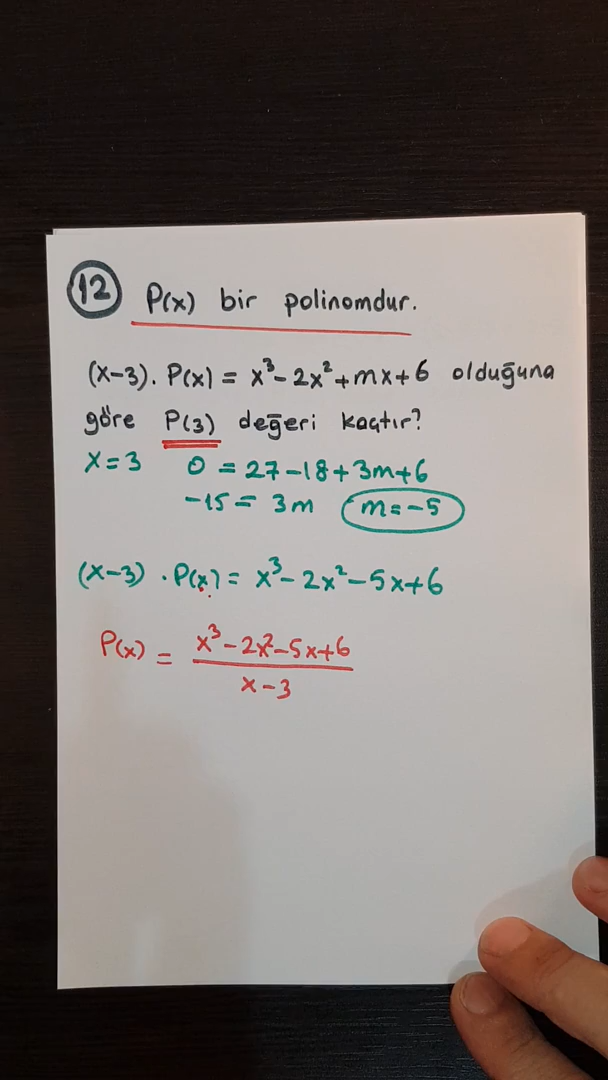 12 P(x) bir polinomdur.
(x-3). P(x) = x³-2x²+mx+6 olduğuna
göre P(3) değeri kaçtır?
x=3 0 = 27-18+3m+6
-15 = 3m m=-5
(x-3) .P(x) = x³-2x²-5x+6
P(x) = x³-2x²-5x+6
x-3